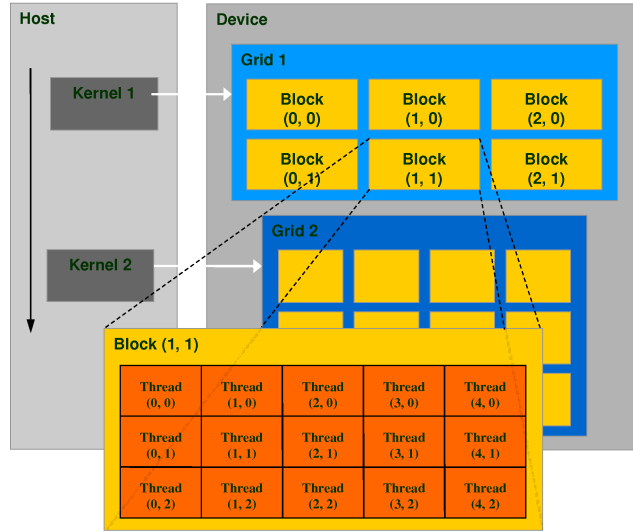 Host
Device
Grid 1
Kernel 1
Block
(0, 0)
Block
(1, 0)
Block
(2, 0)
Block
(0, 1)
Block
(1, 1)
Block
(2, 1)
Grid 2
Kernel 2
Block (1, 1)
Thread
(0, 0)
Thread
(1, 0)
Thread
(2, 0)
Thread
(3, 0)
Thread
(4, 0)
Thread
(0, 1)
Thread
(1, 1)
Thread
(2, 1)
Thread
(3, 1)
Thread
(4, 1)
Thread
(0, 2)
Thread
(1, 2)
Thread
(2, 2)
Thread
(3, 2)
Thread
(4, 2)